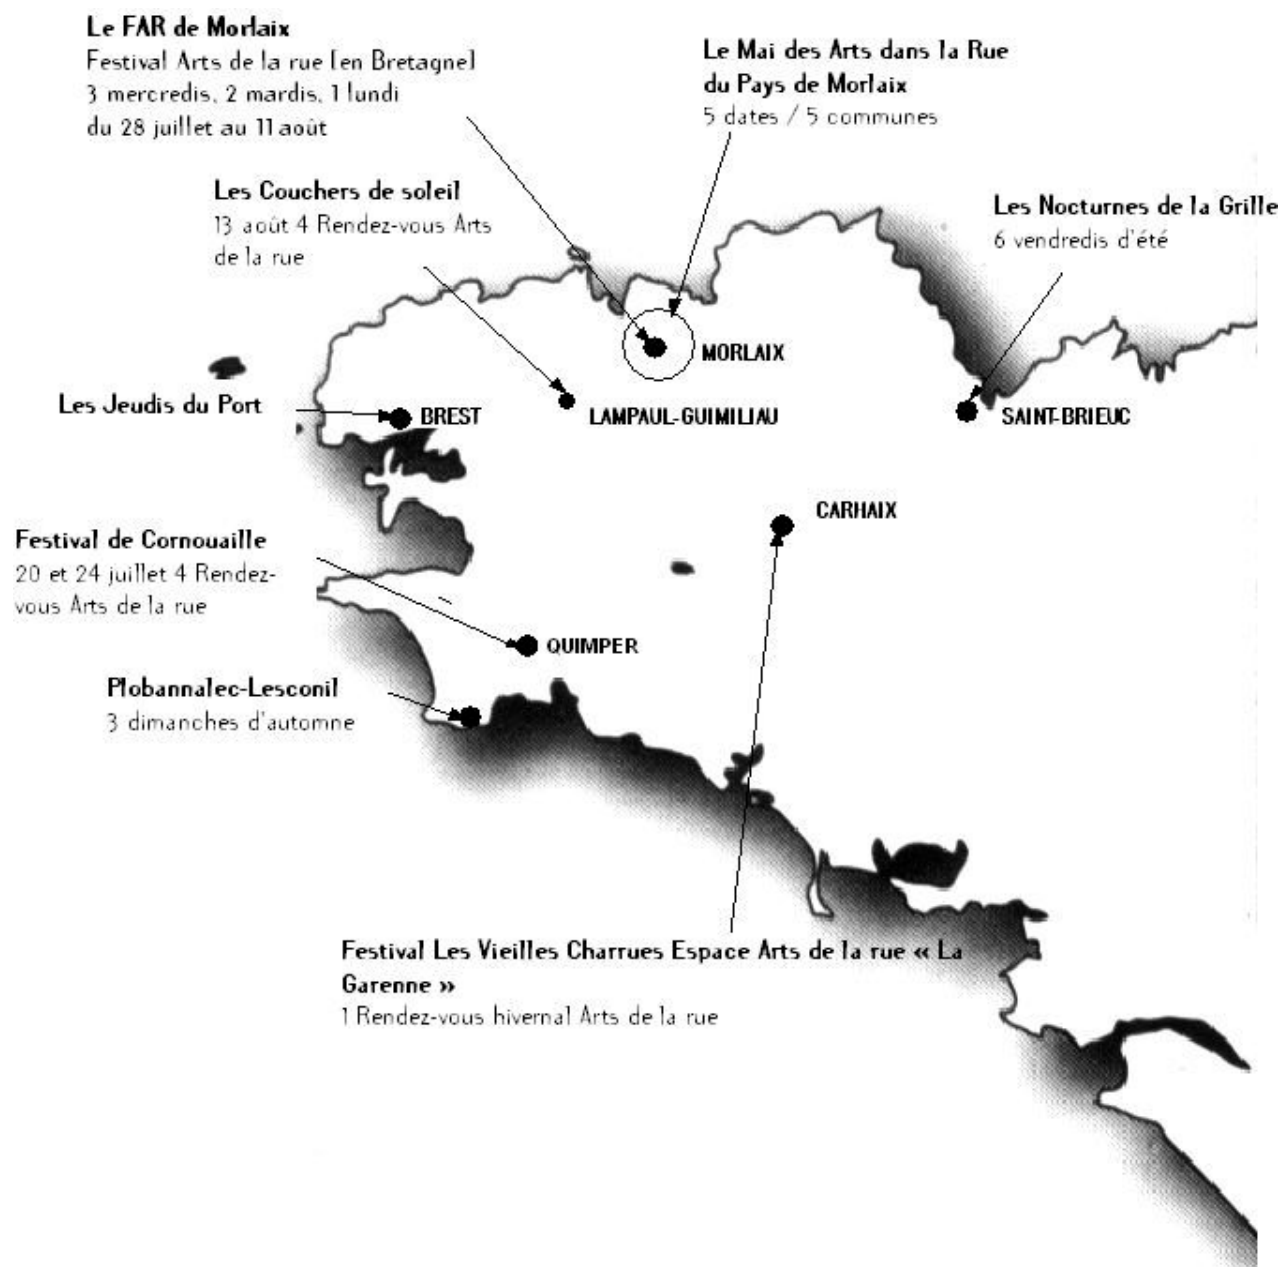 Le FAR de Morlaix
Festival Arts de la rue [en Bretagne]
3 mercredis, 2 mardis, 1 lundi
du 28 juillet au 11 août
Le Mai des Arts dans la Rue
du Pays de Morlaix
5 dates / 5 communes
Les Couchers de soleil
13 août 4 Rendez-vous Arts
de la rue
Les Nocturnes de la Grille
6 vendredis d'été
MORLAIX
Les Jeudis du Port
BREST
LAMPAUL-GUIMILIAU
SAINT-BRIEUC
CARHAIX
Festival de Cornouaille
20 et 24 juillet 4 Rendez-
vous Arts de la rue
QUIMPER
Plobannalec-Lesconil
3 dimanches d'automne
Festival Les Vieilles Charrues Espace Arts de la rue « La
Garenne »
1 Rendez-vous hivernal Arts de la rue